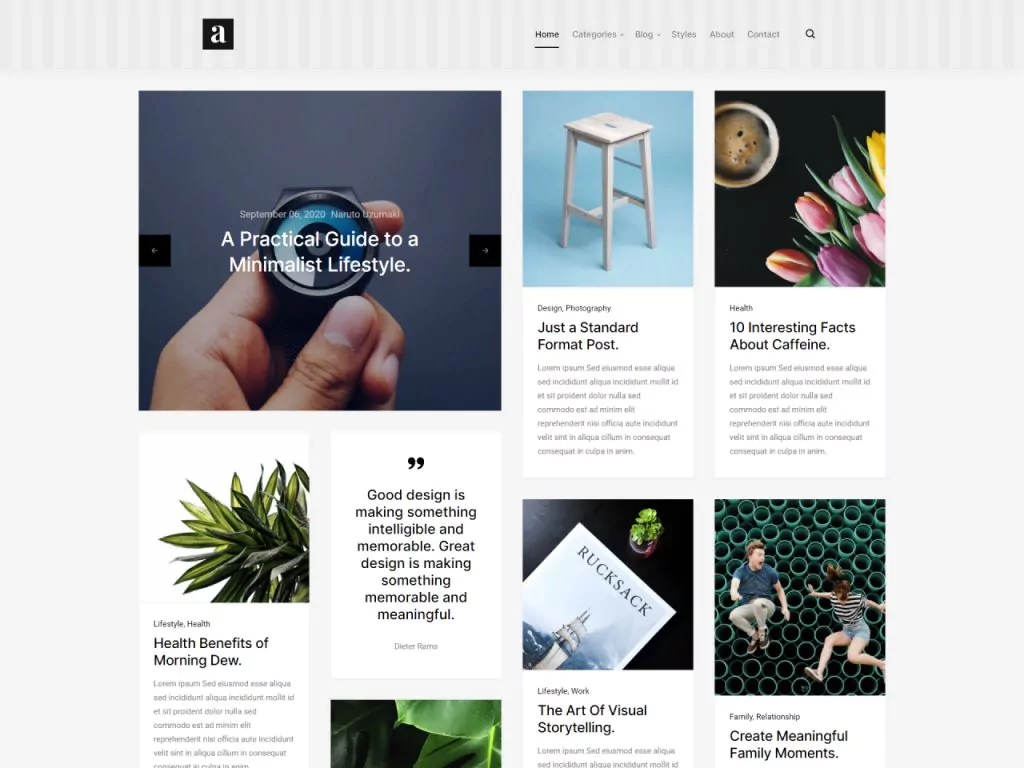 a
Home Categories Blog Styles About Contact
September 06, 2020 Naruto Uzumaki
A Practical Guide to a
Minimalist Lifestyle.
Design, Photography
Just a Standard
Format Post.
Lorem ipsum Sed eiusmod esse aliqua
sed incididunt aliqua incididunt mollit id
et sit proident dolor nulla sed
commodo est ad minim elit
reprehenderit nisi officia aute incididunt
velit sint in aliqua cillum in consequat
consequat in culpa in anim.
Health
10 Interesting Facts
About Caffeine.
Lorem ipsum Sed eiusmod esse aliqua
sed incididunt aliqua incididunt mollit id
et sit proident dolor nulla sed
commodo est ad minim elit
reprehenderit nisi officia aute incididunt
velit sint in aliqua cillum in consequat
consequat in culpa in anim.
Lifestyle, Health
Health Benefits of
Morning Dew.
Lorem ipsum Sed eiusmod esse aliqua
sed incididunt aliqua incididunt mollit id
et sit proident dolor nulla sed
commodo est ad minim elit
reprehenderit nisi officia aute incididunt
velit sint in aliqua cillum in consequat
consequat in culpa in anim.
”
Good design is
making something
intelligible and
memorable. Great
design is making
something
memorable and
meaningful.
Dieter Rams
RUCKSACK
Lifestyle, Work
The Art Of Visual
Storytelling.
Lorem ipsum Sed eiusmod esse aliqua
Family, Relationship
Create Meaningful
Family Moments.